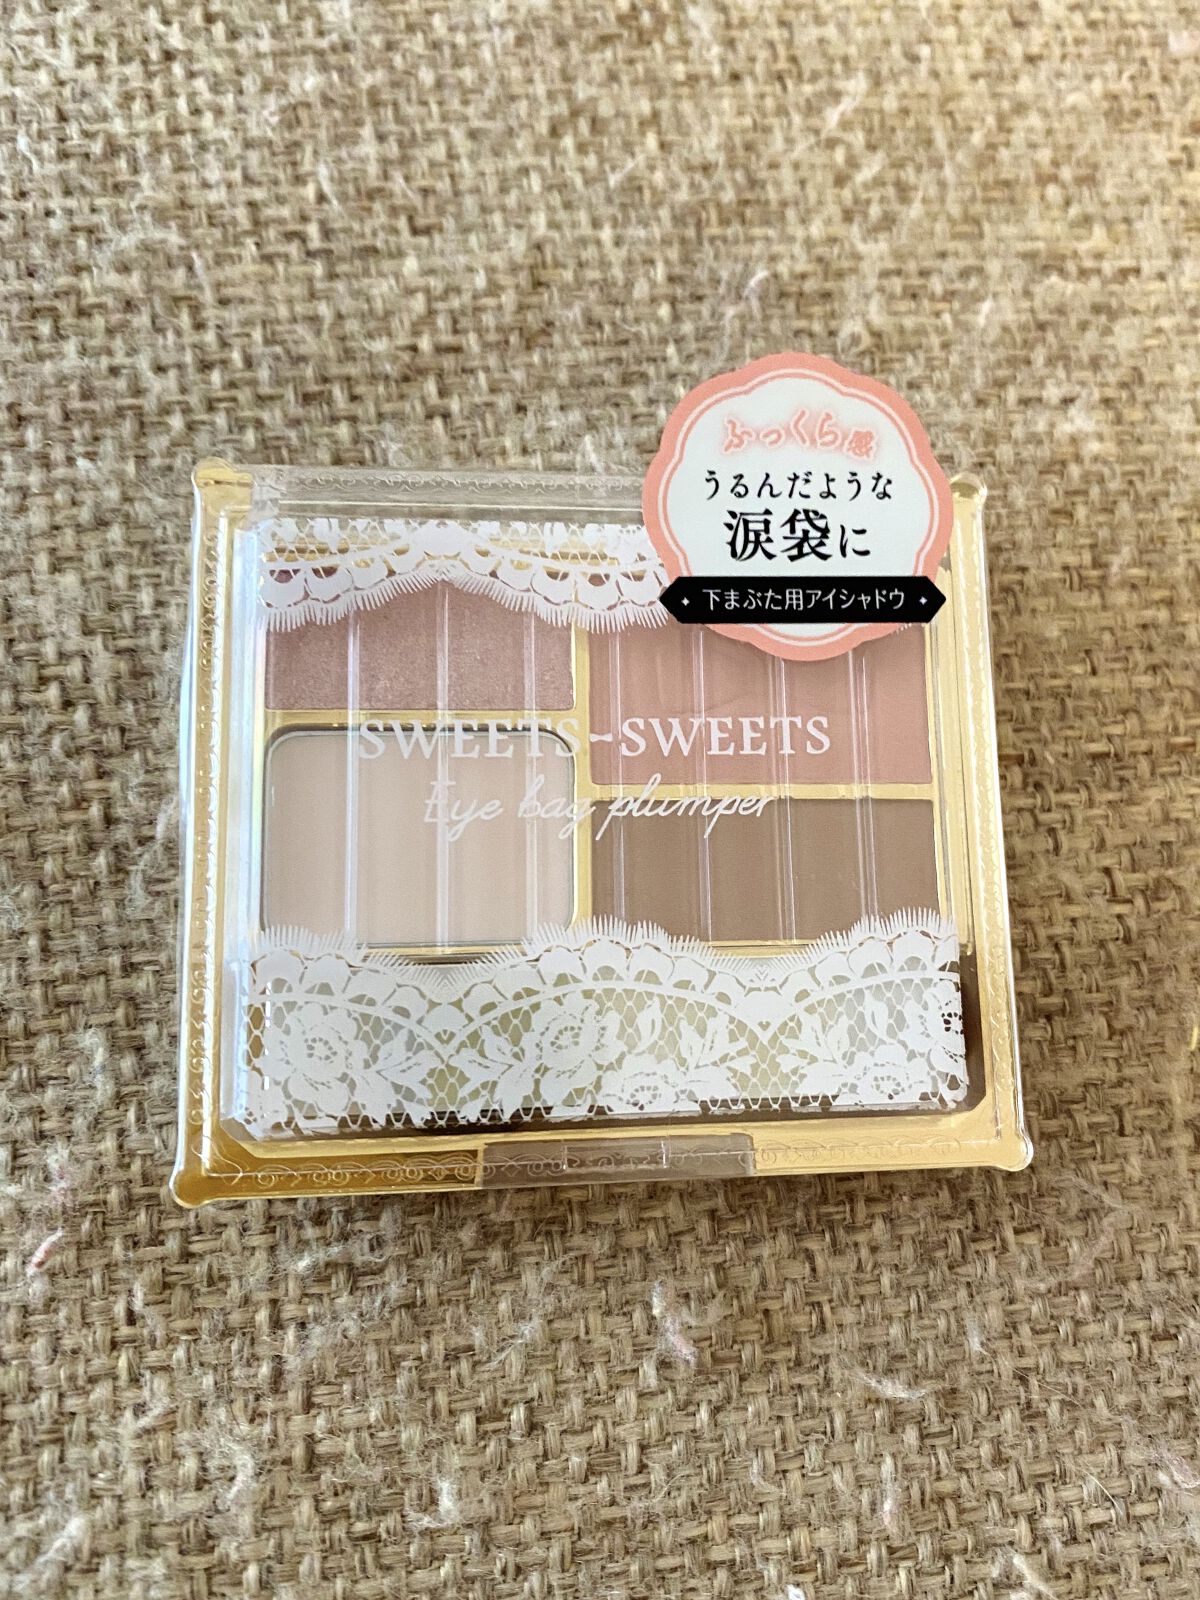 ふっくら感
うるんだような
涙袋に
下まぶた用アイシャドウ
SWEETS-SWEETS
Eye bag plumper